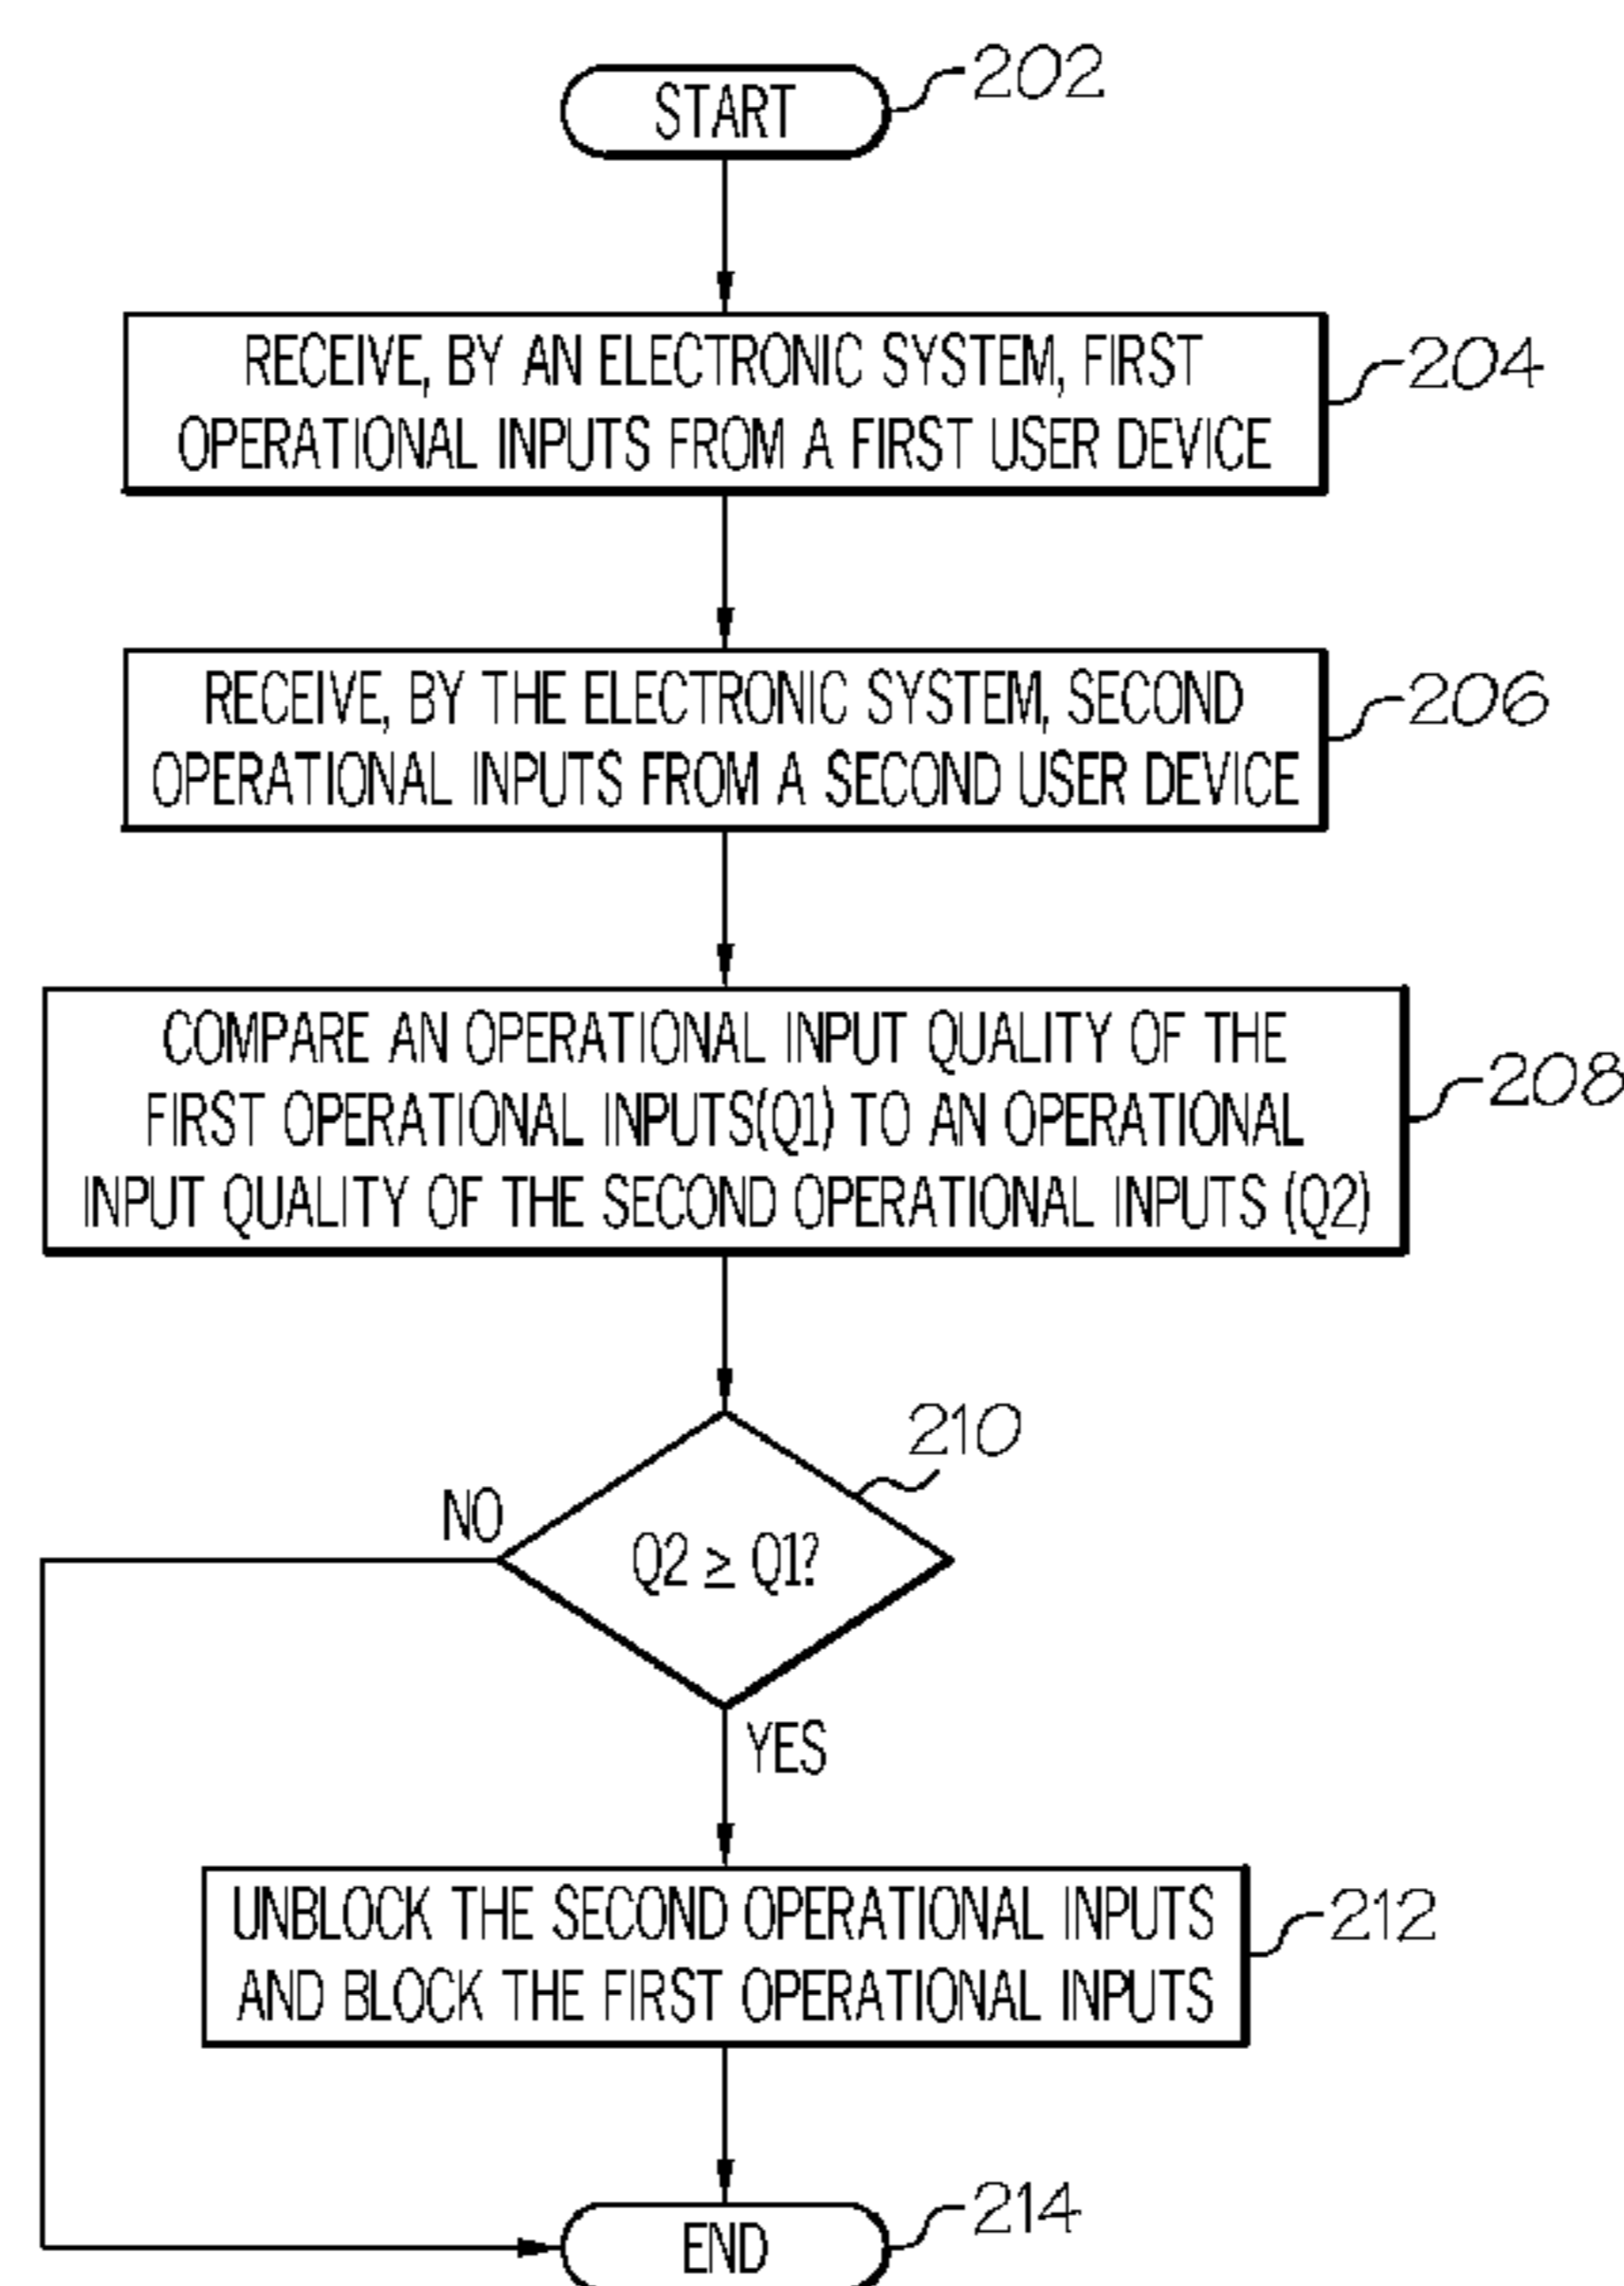 START
202
RECEIVE, BY AN ELECTRONIC SYSTEM, FIRST
OPERATIONAL INPUTS FROM A FIRST USER DEVICE
204
RECEIVE, BY THE ELECTRONIC SYSTEM, SECOND
OPERATIONAL INPUTS FROM A SECOND USER DEVICE
206
COMPARE AN OPERATIONAL INPUT QUALITY OF THE
FIRST OPERATIONAL INPUTS(Q1) TO AN OPERATIONAL
INPUT QUALITY OF THE SECOND OPERATIONAL INPUTS (Q2)
208
210
NO
Q2 ≥ Q1?
YES
UNBLOCK THE SECOND OPERATIONAL INPUTS
AND BLOCK THE FIRST OPERATIONAL INPUTS
212
END
214